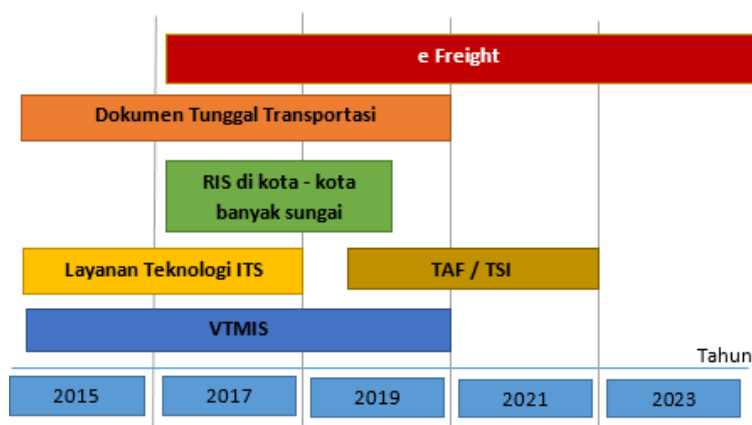 e Freight
Dokumen Tunggal Transportasi
RIS di kota - kota
banyak sungai
Layanan Teknologi ITS
TAF / TSI
VTMIS
Tahun
2015
2017
2019
2021
2023